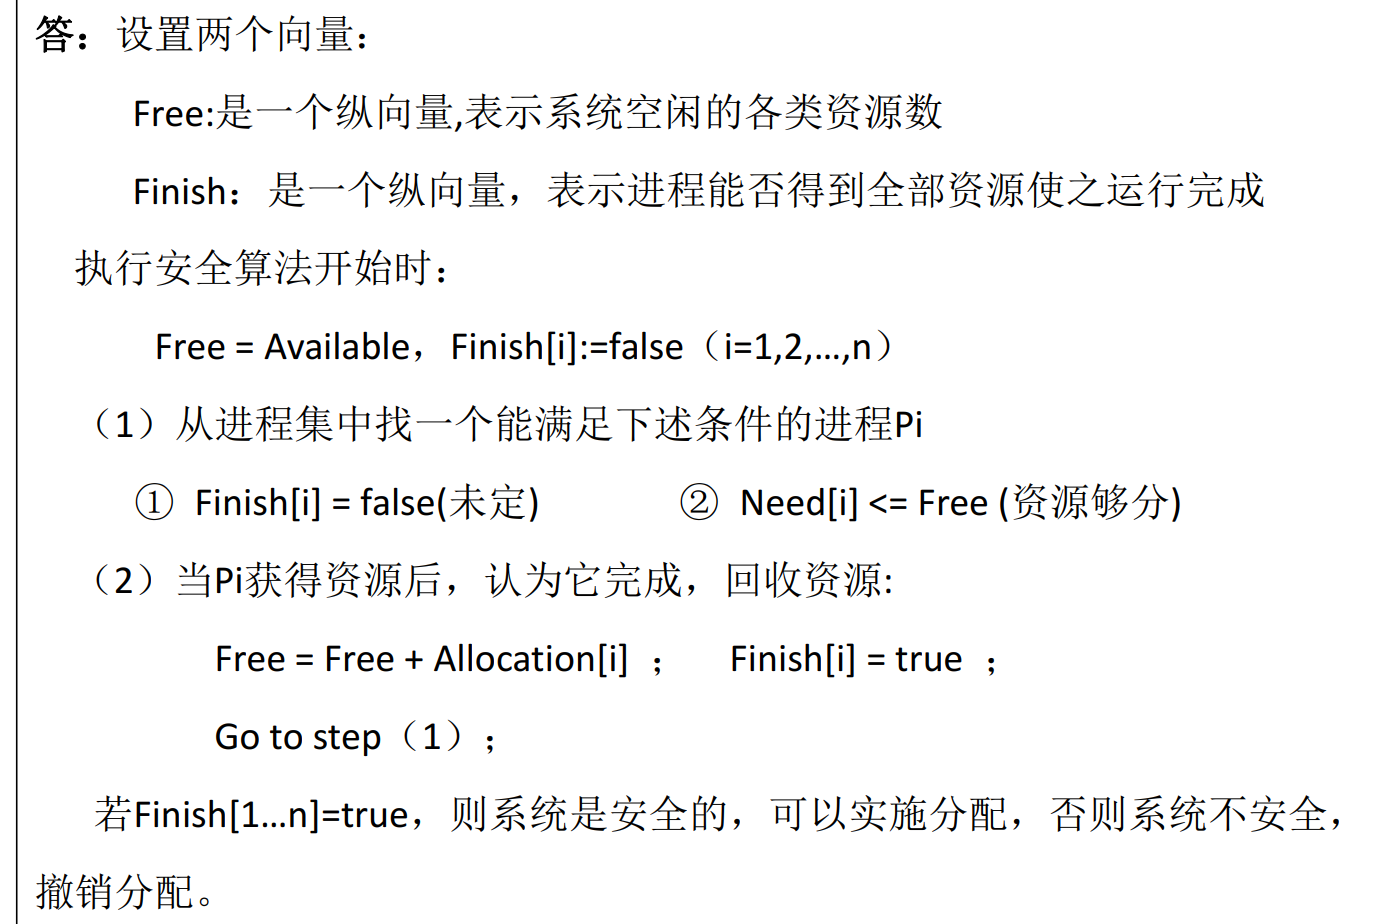 答：设置两个向量：
Free:是一个纵向量,表示系统空闲的各类资源数
Finish：是一个纵向量，表示进程能否得到全部资源使之运行完成
执行安全算法开始时：
Free = Available，Finish[i]:=false（i=1,2,...,n）
（1）从进程集中找一个能满足下述条件的进程Pi
① Finish[i] = false(未定) ② Need[i] <= Free (资源够分)
（2）当Pi获得资源后，认为它完成，回收资源:
Free = Free + Allocation[i] ； Finish[i] = true ；
Go to step（1）；
若Finish[1...n]=true，则系统是安全的，可以实施分配，否则系统不安全，
撤销分配。